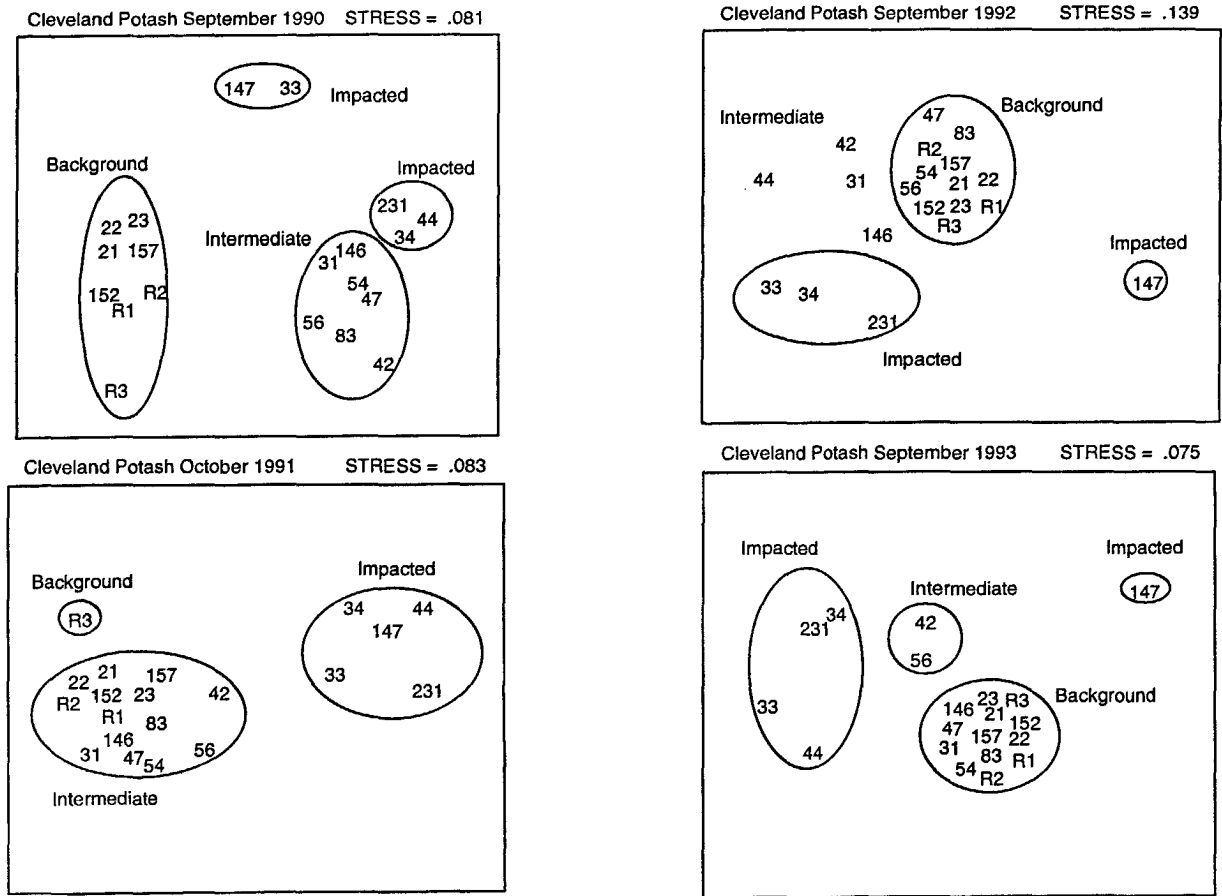 Cleveland Potash September 1990 STRESS = .081
147 33
Impacted
Background
Impacted
22 23
21 157
152 R2
R1
R3
231
44
34
Intermediate
146
31
54
47
56
83
42
Cleveland Potash September 1992 STRESS = .139
Intermediate
Background
42
44 31
47
83
R2
157
54
56 21 22
152 23 R1
R3
146
Impacted
147
33 34
231
Impacted
Cleveland Potash October 1991 STRESS = .083
Background
R3
Impacted
34 44
147
33
231
21 157
22
152 23 42
R2
R1
83
146
31 47 56
54
Intermediate
Cleveland Potash September 1993 STRESS = .075
Impacted
Impacted
147
Intermediate
34
231
42
56
33
44
Background
23 R3
146
21 152
47
157 22
31
83 R1
54
R2